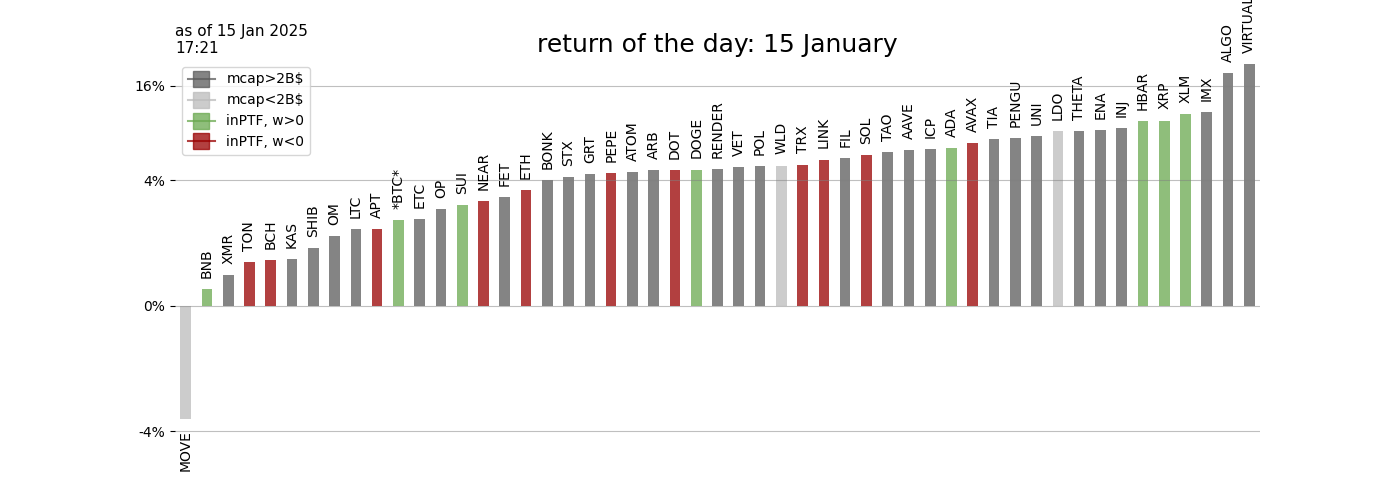 as of 15 Jan 2025
17:21
return of the day: 15 January
mcap>2B$
mcap<2B$
inPTF, w>0
inPTF, w<0
16%
4%
0%
-4%
MOVE
BNB
XMR
TON
BCH
KAS
SHIB
OM
LTC
APT
*BTC*
ETC
OP
SUI
NEAR
FET
ETH
BONK
STX
GRT
PEPE
ATOM
ARB
DOT
DOGE
RENDER
VET
POL
WLD
TRX
LINK
FIL
SOL
TAO
AAVE
ICP
ADA
AVAX
TIA
PENGU
UNI
LDO
THETA
ENA
INJ
HBAR
XRP
XLM
IMX
ALGO
VIRTUAL